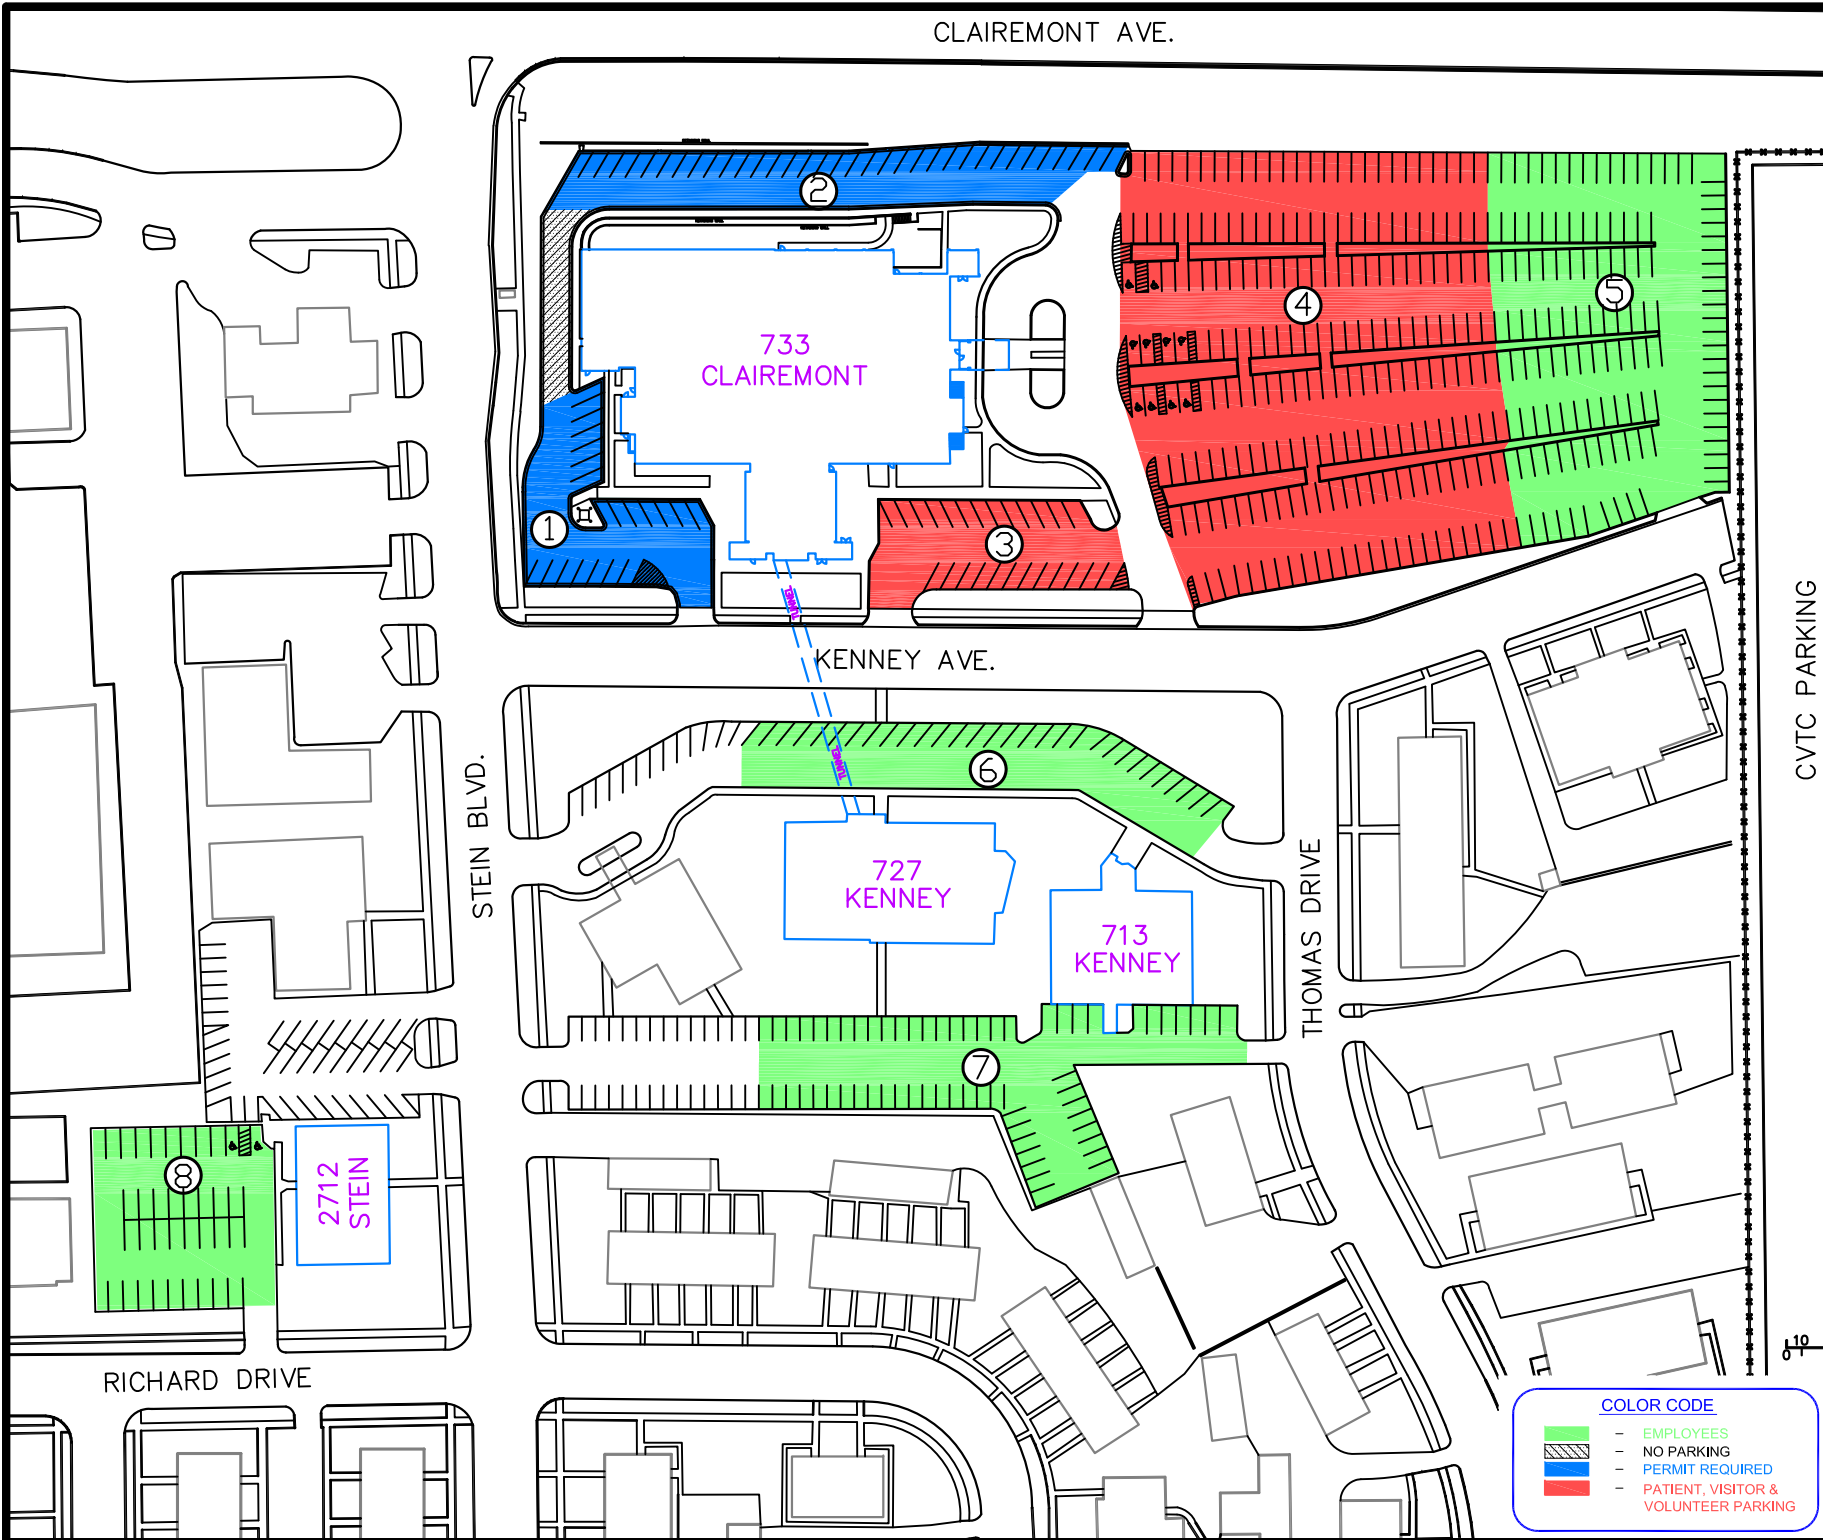 CLAIREMONT AVE.
2
4
5
733
CLAIREMONT
1
3
TUNNEL
KENNEY AVE.
CVTC PARKING
STEIN BLVD.
TUNNEL
6
THOMAS DRIVE
727
KENNEY
713
KENNEY
7
8
2712
STEIN
RICHARD DRIVE
0
10
COLOR CODE
– EMPLOYEES
– NO PARKING
– PERMIT REQUIRED
– PATIENT, VISITOR &
VOLUNTEER PARKING